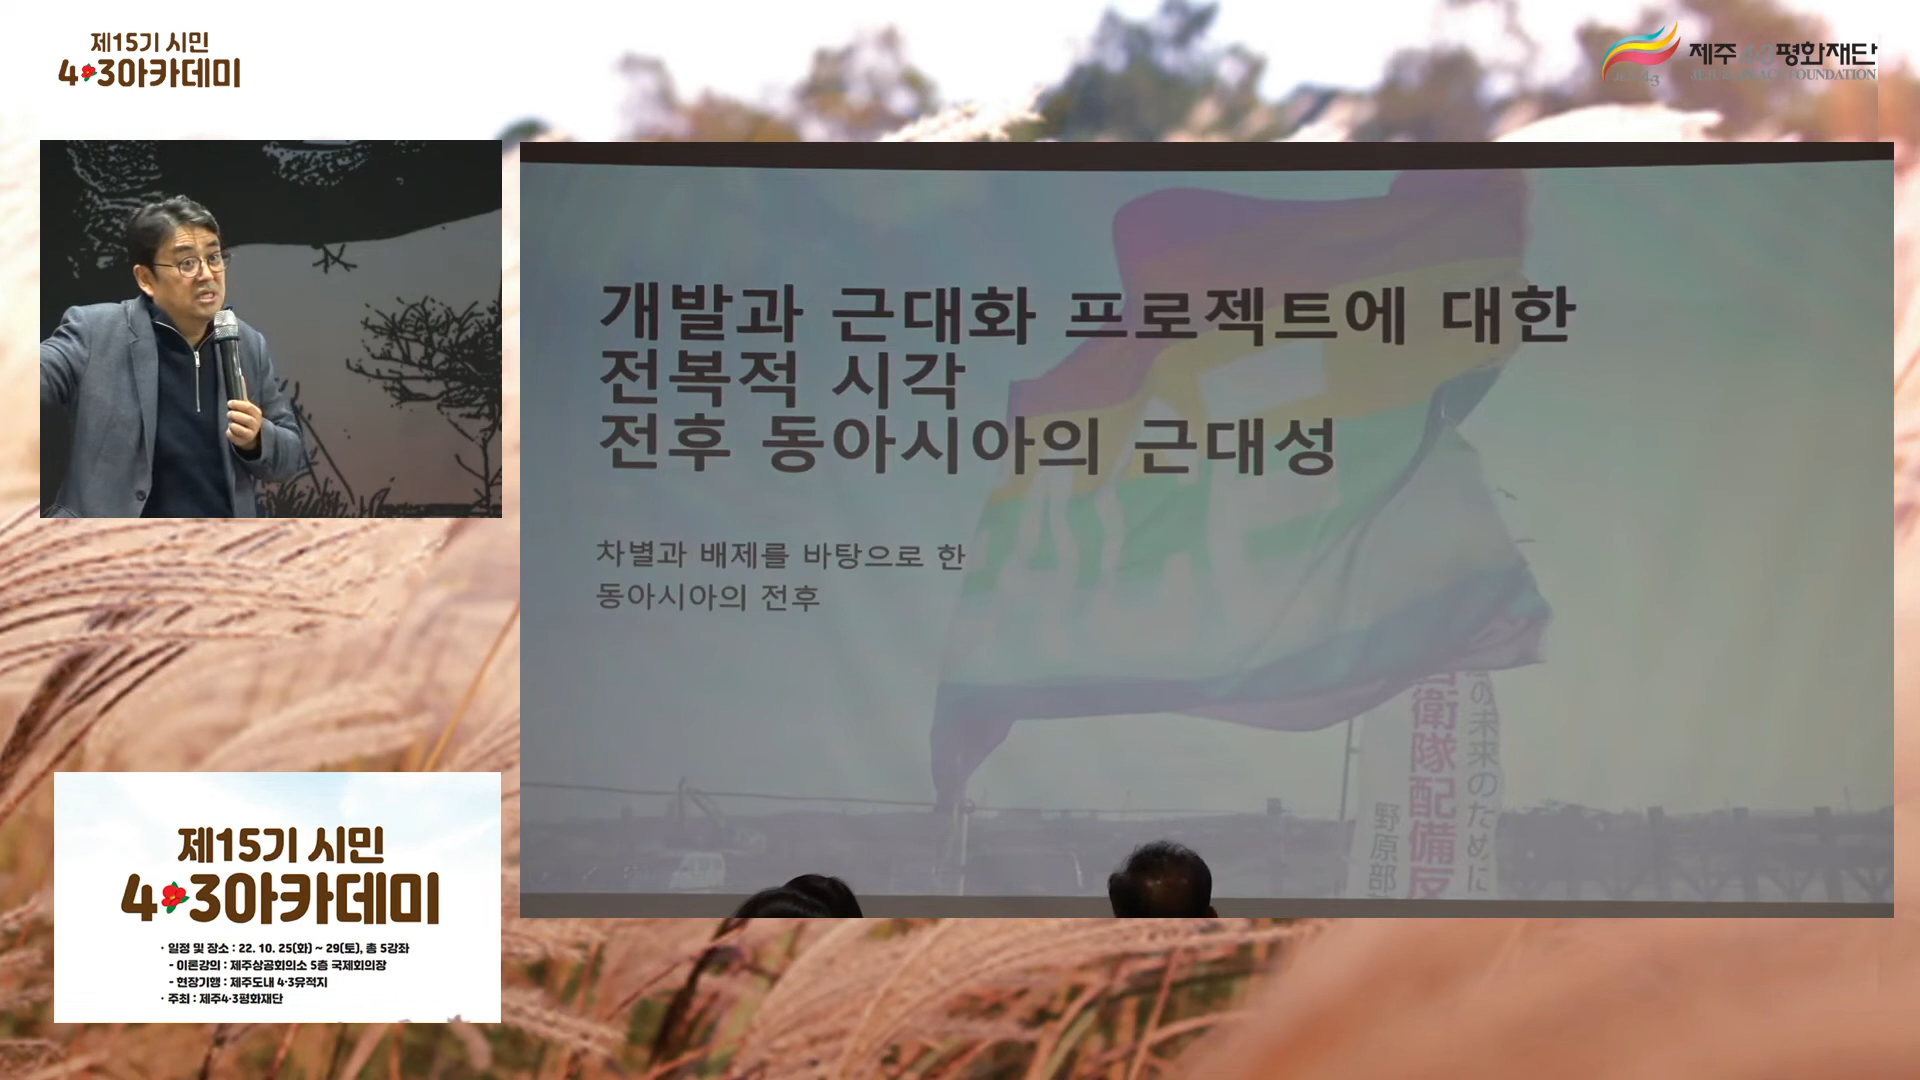 제15기 시민
4·3아카데미
제주4·3평화재단
개발과 근대화 프로젝트에 대한
전복적 시각
전후 동아시아의 근대성
차별과 배제를 바탕으로 한
동아시아의 전후
の未来のために
衛隊配備反
野原部
제15기 시민
4·3아카데미
· 일정 및 장소 : 22. 10. 25(화) ~ 29(토), 총 5강좌
- 이론강의 : 제주상공회의소 5층 국제회의장
- 현장기행 : 제주도내 4·3유적지
· 주최 : 제주4·3평화재단